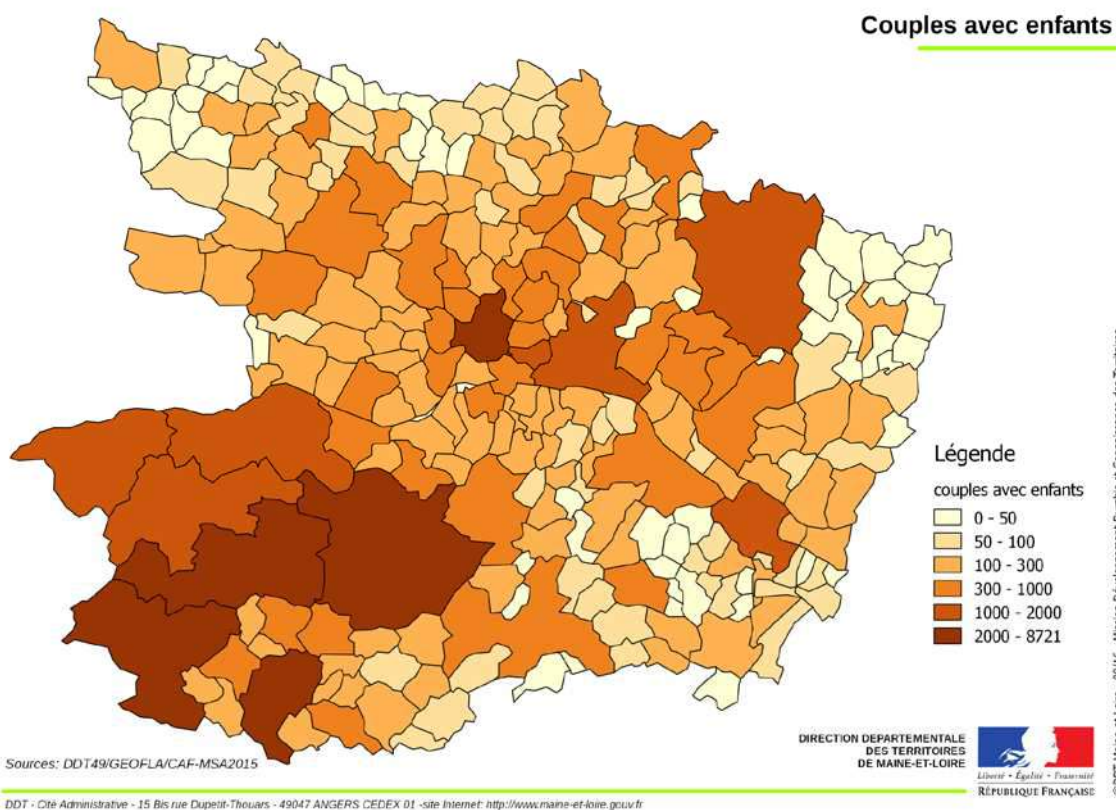 Couples avec enfants
Légende
couples avec enfants
0 - 50
50 - 100
100 - 300
300 - 1000
1000 - 2000
2000 - 8721
DIRECTION DEPARTEMENTALE
DES TERRITOIRES
DE MAINE-ET-LOIRE
Liberté • Égalité • Fraternité
RÉPUBLIQUE FRANÇAISE
Sources: DDT49/GEOFLA/CAF-MSA2015
DDT - Cité Administrative - 15 Bis rue Dupetit-Thouars - 49047 ANGERS CEDEX 01 -site Internet: http://www.maine-et-loire.gouv.fr